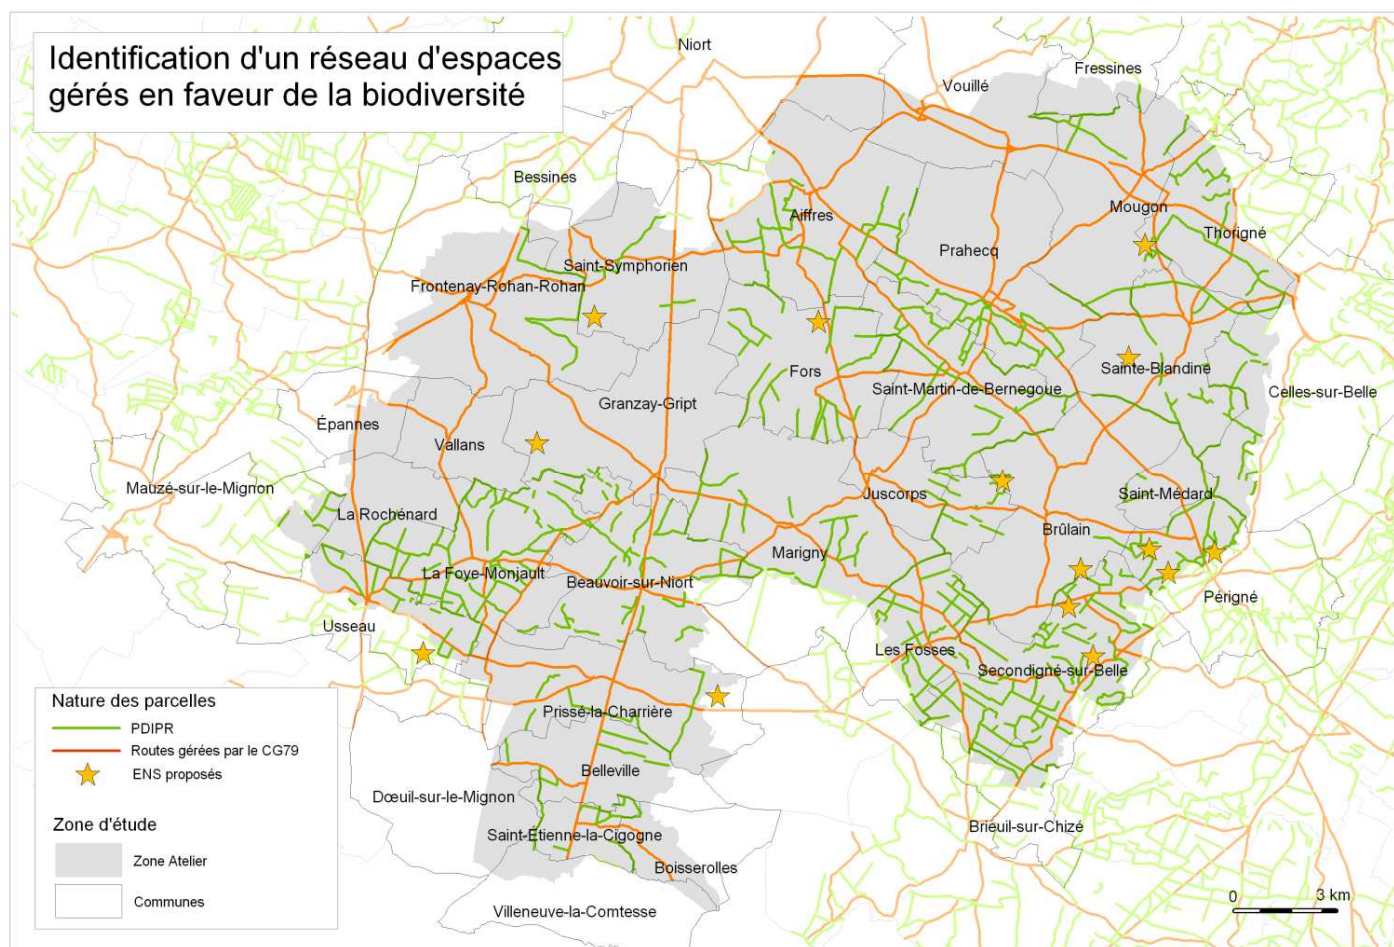 Identification d'un réseau d'espaces
gérés en faveur de la biodiversité
Niort
Fressines
Vouillé
Bessines
Mougon
Aiffres
Thorigné
Prahecq
Saint-Symphorien
Frontenay-Rohan-Rohan
Fors
Sainte-Blandine
Saint-Martin-de-Bernegoue
Celles-sur-Belle
Granzay-Gript
Épannes
Vallans
Mauzé-sur-le-Mignon
Juscorps
Saint-Médard
La Rochénard
Brûlain
Marigny
La Foye-Monjault
Beauvoir-sur-Niort
Périgné
Usseau
Les Fosses
Secondigné-sur-Belle
Prissé-la-Charrière
Belleville
Dœuil-sur-le-Mignon
Saint-Étienne-la-Cigogne
Brieuil-sur-Chizé
Boisserolles
Villeneuve-la-Comtesse
Nature des parcelles
PDIPR
Routes gérées par le CG79
ENS proposés
Zone d'étude
Zone Atelier
Communes
0 3 km